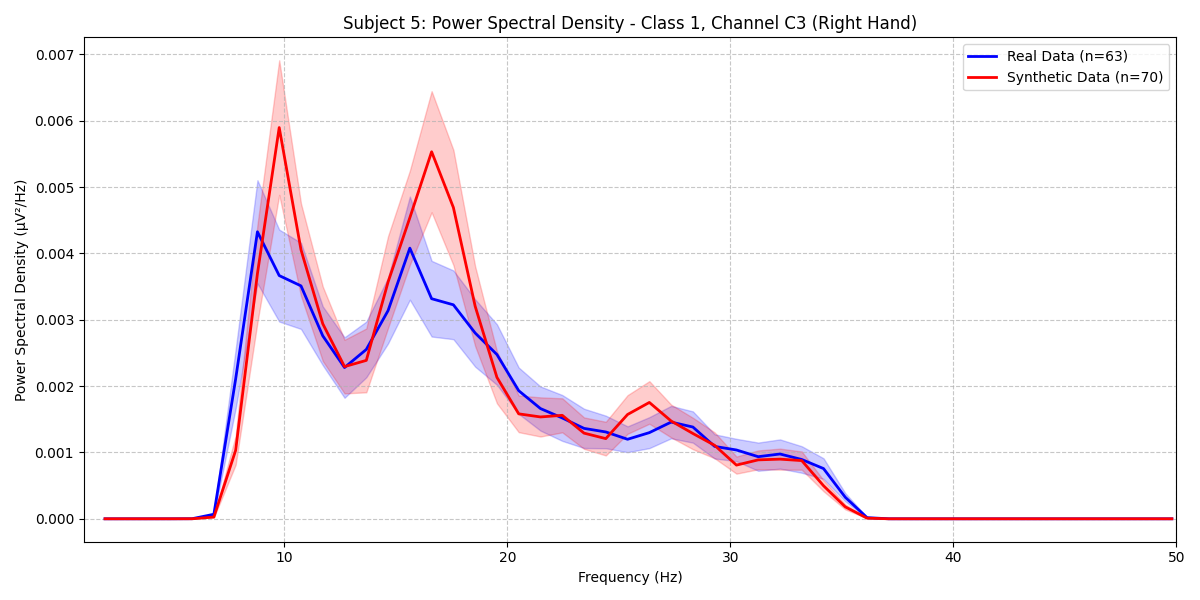 Subject 5: Power Spectral Density - Class 1, Channel C3 (Right Hand)
Real Data (n=63)
Synthetic Data (n=70)
Power Spectral Density (µV²/Hz)
0.007
0.006
0.005
0.004
0.003
0.002
0.001
0.000
10
20
30
40
50
Frequency (Hz)